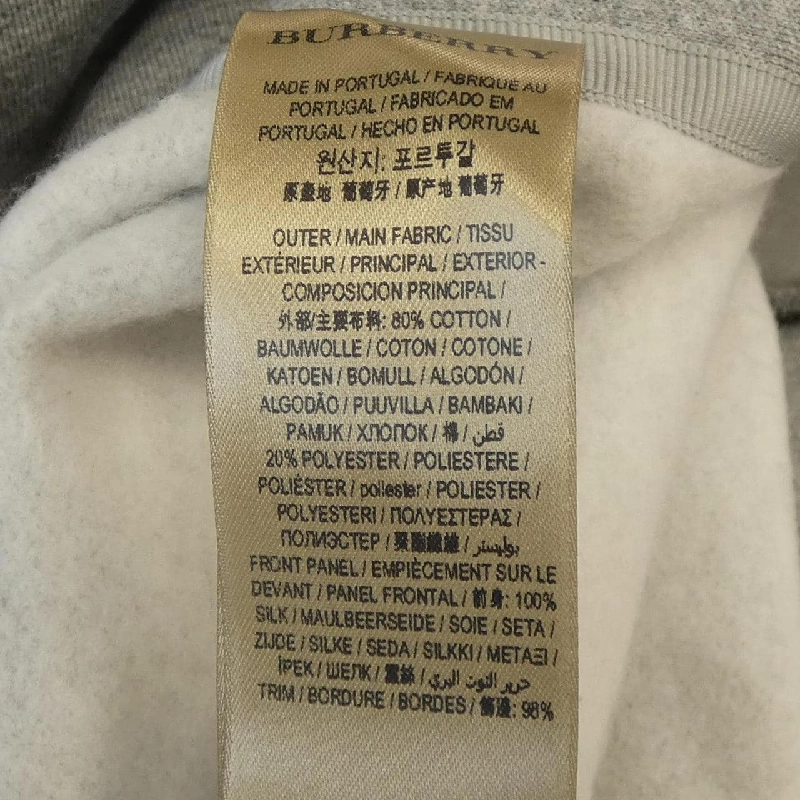 BURBERRY
MADE IN PORTUGAL / FABRIQUÉ AU
PORTUGAL / FABRICADO EM
PORTUGAL / HECHO EN PORTUGAL
원산지: 포르투갈
原產地 葡萄牙 / 原产地 葡萄牙
OUTER / MAIN FABRIC / TISSU
EXTÉRIEUR / PRINCIPAL / EXTERIOR -
COMPOSICION PRINCIPAL /
外部/主要布料: 80% COTTON /
BAUMWOLLE / COTON / COTONE /
KATOEN / BOMULL / ALGODÓN /
ALGODÃO / PUUVILLA / BAMBAKI /
PAMUK / ХЛОПОК / 棉 / قطن
20% POLYESTER / POLIESTERE /
POLIÉSTER / poliester / POLIESTER /
POLYESTERI / ΠΟΛΥΕΣΤΕΡΑΣ /
ПОЛИЭСТЕР / 聚酯纖維 / بوليستر
FRONT PANEL / EMPIÈCEMENT SUR LE
DEVANT / PANEL FRONTAL / 前身: 100%
SILK / MAULBEERSEIDE / SOIE / SETA /
ZIJDE / SILKE / SEDA / SILKKI / ΜΕΤΑΞΙ /
İPEK / ШЕЛК / 蠶絲 / حرير التوت البري
TRIM / BORDURE / BORDES / 飾邊: 98%